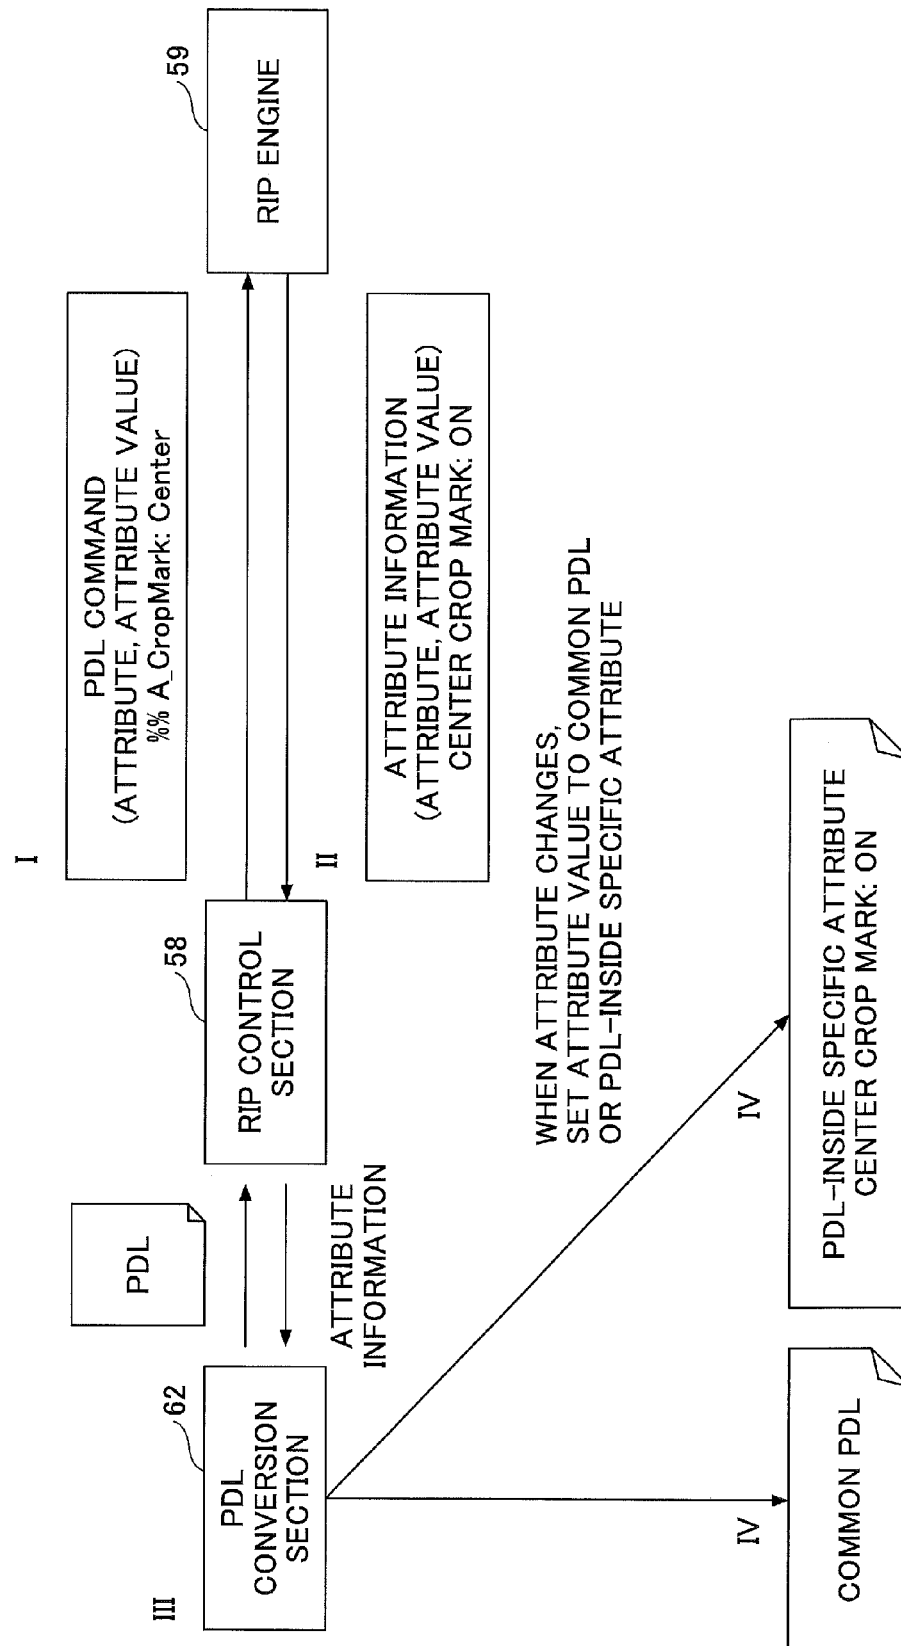 I
PDL COMMAND
(ATTRIBUTE, ATTRIBUTE VALUE)
%% A_CropMark: Center
62
58
59
III
PDL
CONVERSION
SECTION
PDL
ATTRIBUTE
INFORMATION
RIP CONTROL
SECTION
RIP ENGINE
II
ATTRIBUTE INFORMATION
(ATTRIBUTE, ATTRIBUTE VALUE)
CENTER CROP MARK: ON
WHEN ATTRIBUTE CHANGES,
SET ATTRIBUTE VALUE TO COMMON PDL
OR PDL-INSIDE SPECIFIC ATTRIBUTE
IV
IV
COMMON PDL
PDL-INSIDE SPECIFIC ATTRIBUTE
CENTER CROP MARK: ON